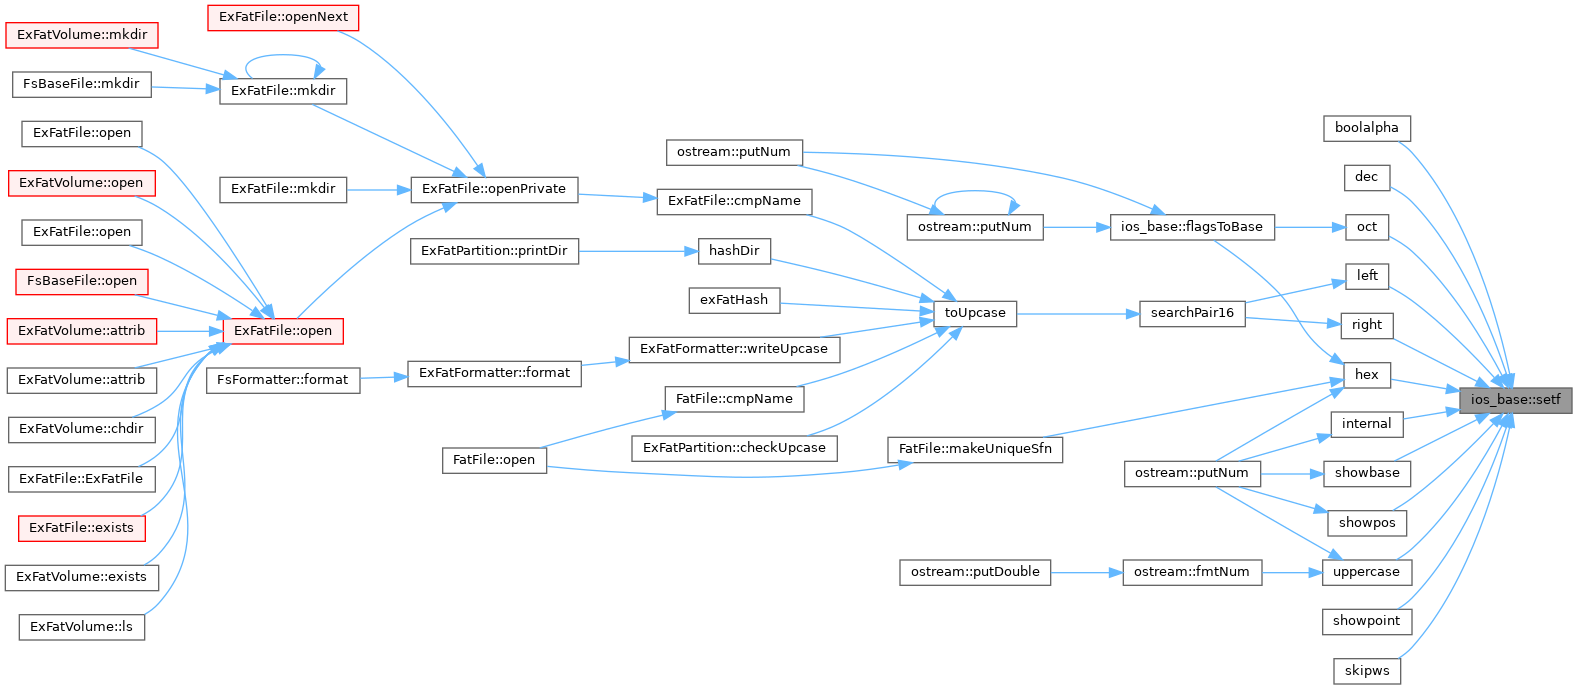 ExFatFile::openNext
ExFatVolume::mkdir
FsBaseFile::mkdir
ExFatFile::mkdir
ExFatFile::open
ExFatVolume::open
ExFatFile::mkdir
ExFatFile::openPrivate
ExFatFile::open
FsBaseFile::open
ExFatVolume::attrib
ExFatFile::open
ExFatVolume::attrib
FsFormatter::format
ExFatVolume::chdir
ExFatFile::ExFatFile
ExFatFile::exists
ExFatVolume::exists
ExFatVolume::ls
ExFatPartition::printDir
ExFatFormatter::format
FatFile::open
ostream::putNum
ExFatFile::cmpName
hashDir
exFatHash
ExFatFormatter::writeUpcase
FatFile::cmpName
ExFatPartition::checkUpcase
ostream::putNum
toUpcase
FatFile::makeUniqueSfn
ostream::putDouble
ios_base::flagsToBase
searchPair16
ostream::putNum
ostream::fmtNum
boolalpha
dec
oct
left
right
hex
internal
showbase
showpos
uppercase
showpoint
skipws
ios_base::setf